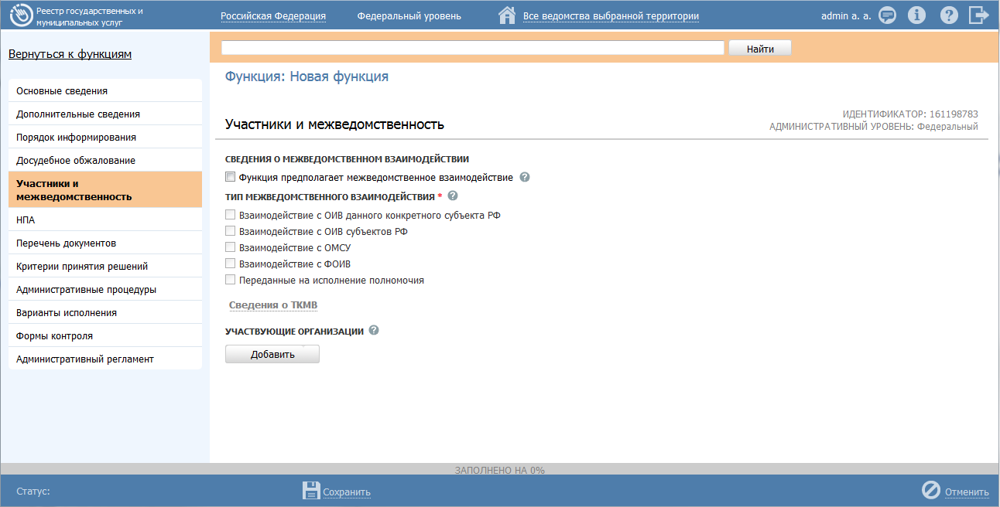 Реестр государственных и
муниципальных услуг
Российская Федерация
Федеральный уровень
Все ведомства выбранной территории
admin a. a.
Вернуться к функциям
Найти
Основные сведения
Дополнительные сведения
Порядок информирования
Досудебное обжалование
Участники и
межведомственность
НПА
Перечень документов
Критерии принятия решений
Административные процедуры
Варианты исполнения
Формы контроля
Административный регламент
Функция: Новая функция
ИДЕНТИФИКАТОР: 161198783
АДМИНИСТРАТИВНЫЙ УРОВЕНЬ: Федеральный
Участники и межведомственность
СВЕДЕНИЯ О МЕЖВЕДОМСТВЕННОМ ВЗАИМОДЕЙСТВИИ
Функция предполагает межведомственное взаимодействие ?
ТИП МЕЖВЕДОМСТВЕННОГО ВЗАИМОДЕЙСТВИЯ * ?
Взаимодействие с ОИВ данного конкретного субъекта РФ
Взаимодействие с ОИВ субъектов РФ
Взаимодействие с ОМСУ
Взаимодействие с ФОИВ
Переданные на исполнение полномочия
Сведения о ТКМВ
УЧАСТВУЮЩИЕ ОРГАНИЗАЦИИ ?
Добавить
ЗАПОЛНЕНО НА 0%
Статус:
Сохранить
Отменить